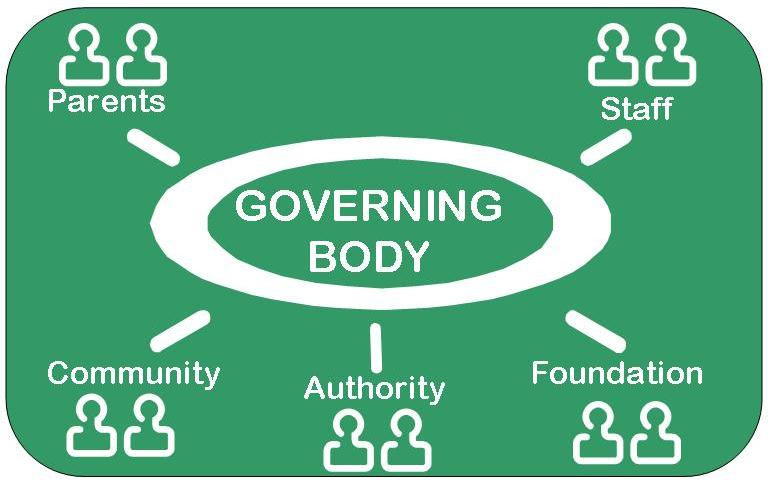 Parents
Staff
GOVERNING
BODY
Community
Authority
Foundation